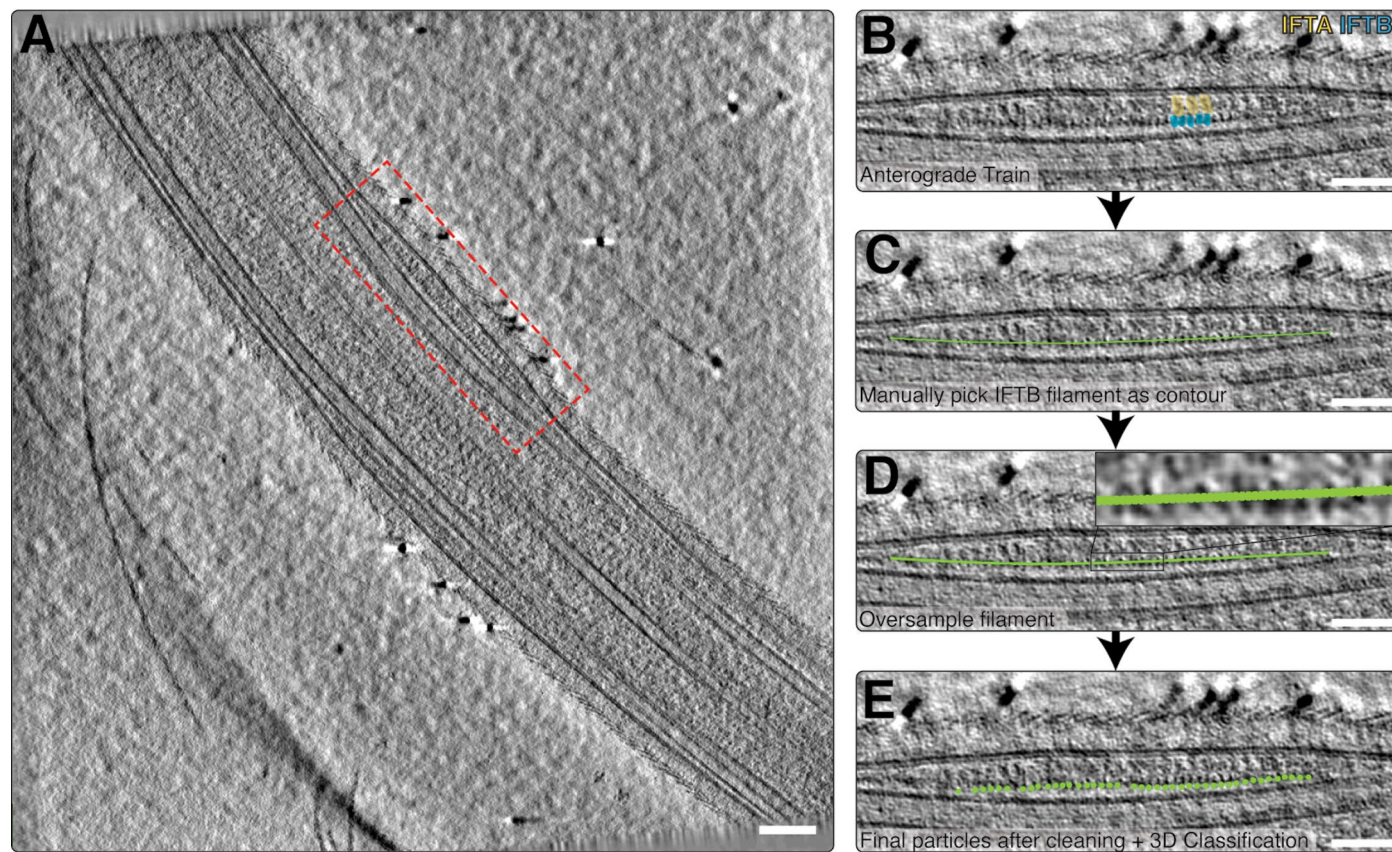 A
B
IFTA IFTB
Anterograde Train
C
Manually pick IFTB filament as contour
D
Oversample filament
E
Final particles after cleaning + 3D Classification